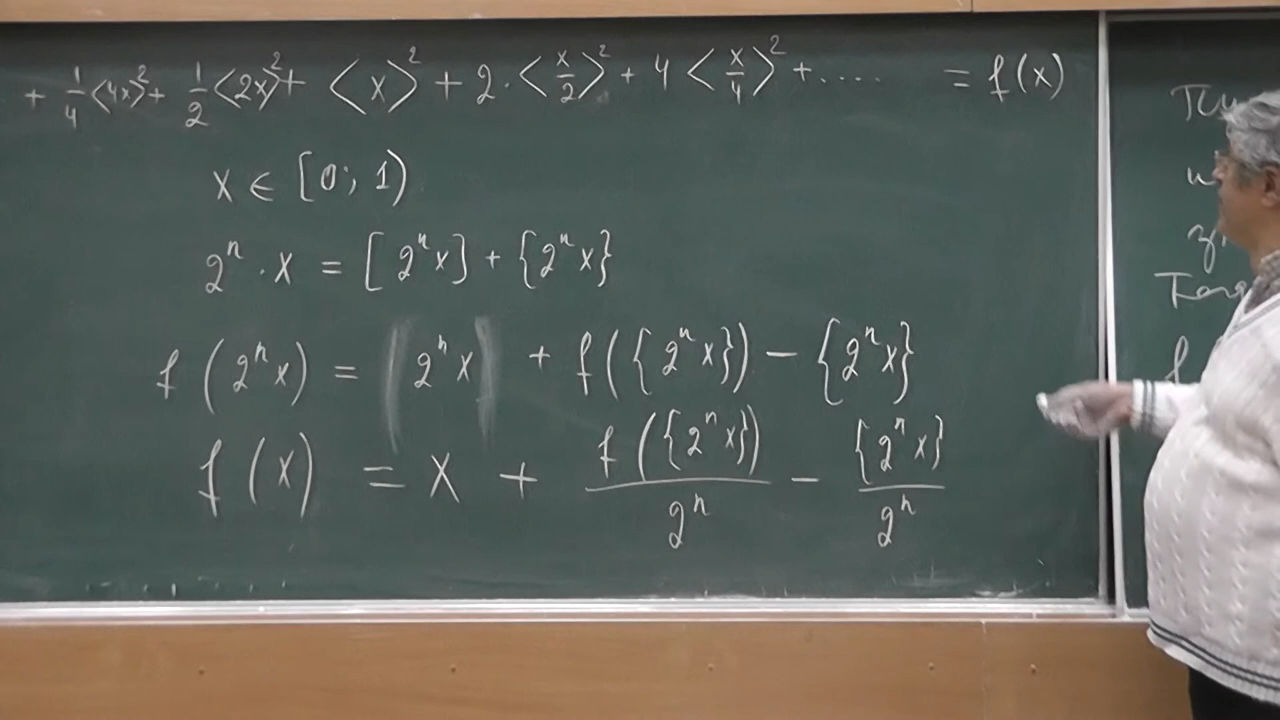 + 1/4 <4x>² + 1/2 <2x>² + <x>² + 2·<x/2>² + 4 <x/4>² + .... = f(x)
x ∈ [0; 1)
2ⁿ · x = [2ⁿx] + {2ⁿx}
f(2ⁿx) = 2ⁿx + f({2ⁿx}) − {2ⁿx}
f(x) = x + f({2ⁿx})/2ⁿ − {2ⁿx}/2ⁿ